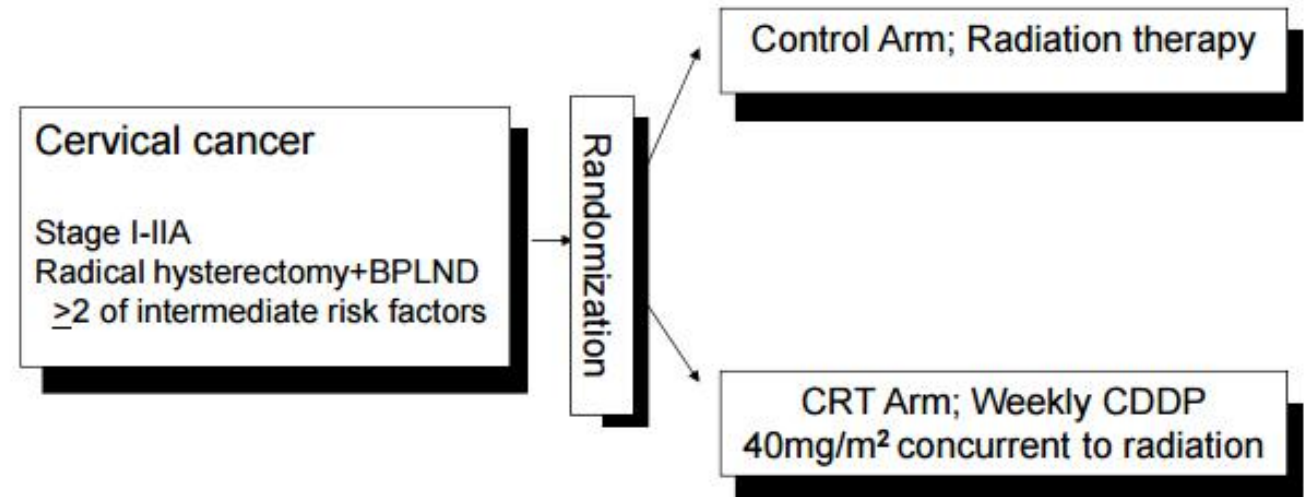 Cervical cancer
Stage I-IIA
Radical hysterectomy+BPLND
≥2 of intermediate risk factors
Randomization
Control Arm; Radiation therapy
CRT Arm; Weekly CDDP
40mg/m² concurrent to radiation